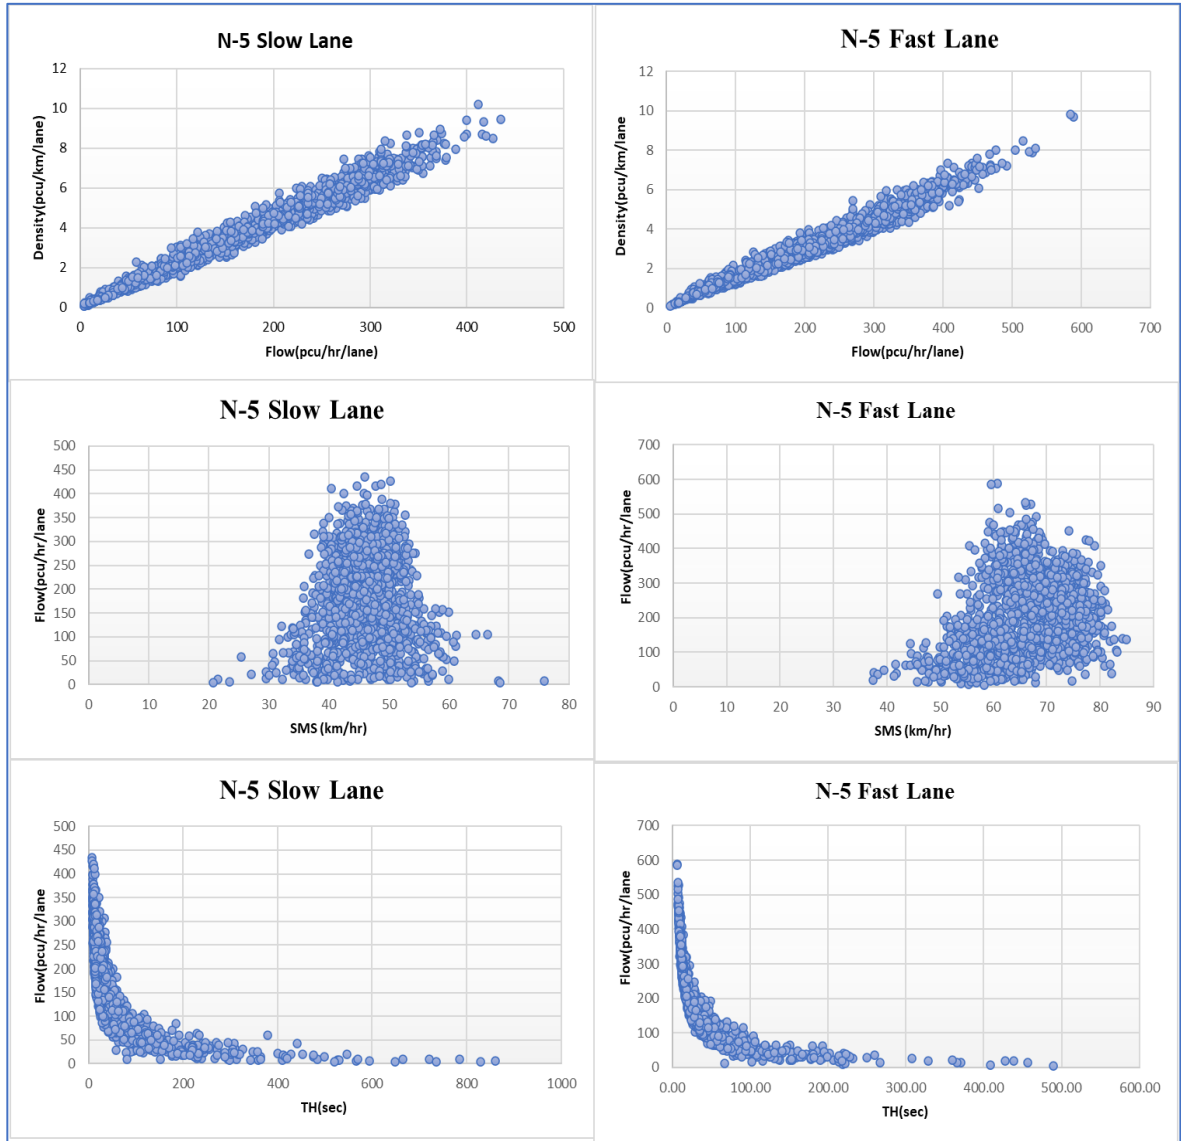 N-5 Slow Lane
12
10
8
6
4
2
0
Density(pcu/km/lane)
0 100 200 300 400 500
Flow(pcu/hr/lane)
N-5 Fast Lane
12
10
8
6
4
2
0
Density(pcu/km/lane
0 100 200 300 400 500 600 700
Flow(pcu/hr/lane)
N-5 Slow Lane
500
450
400
350
300
250
200
150
100
50
0
Flow(pcu/hr/lane
0 10 20 30 40 50 60 70 80
SMS (km/hr)
N-5 Fast Lane
700
600
500
400
300
200
100
0
Flow(pcu/hr/lane
0 10 20 30 40 50 60 70 80 90
SMS (km/hr)
N-5 Slow Lane
500
450
400
350
300
250
200
150
100
50
0
Flow(pcu/hr/lane
0 200 400 600 800 1000
TH(sec)
N-5 Fast Lane
700
600
500
400
300
200
100
0
Flow(pcu/hr/lane
0.00 100.00 200.00 300.00 400.00 500.00 600.00
TH(sec)